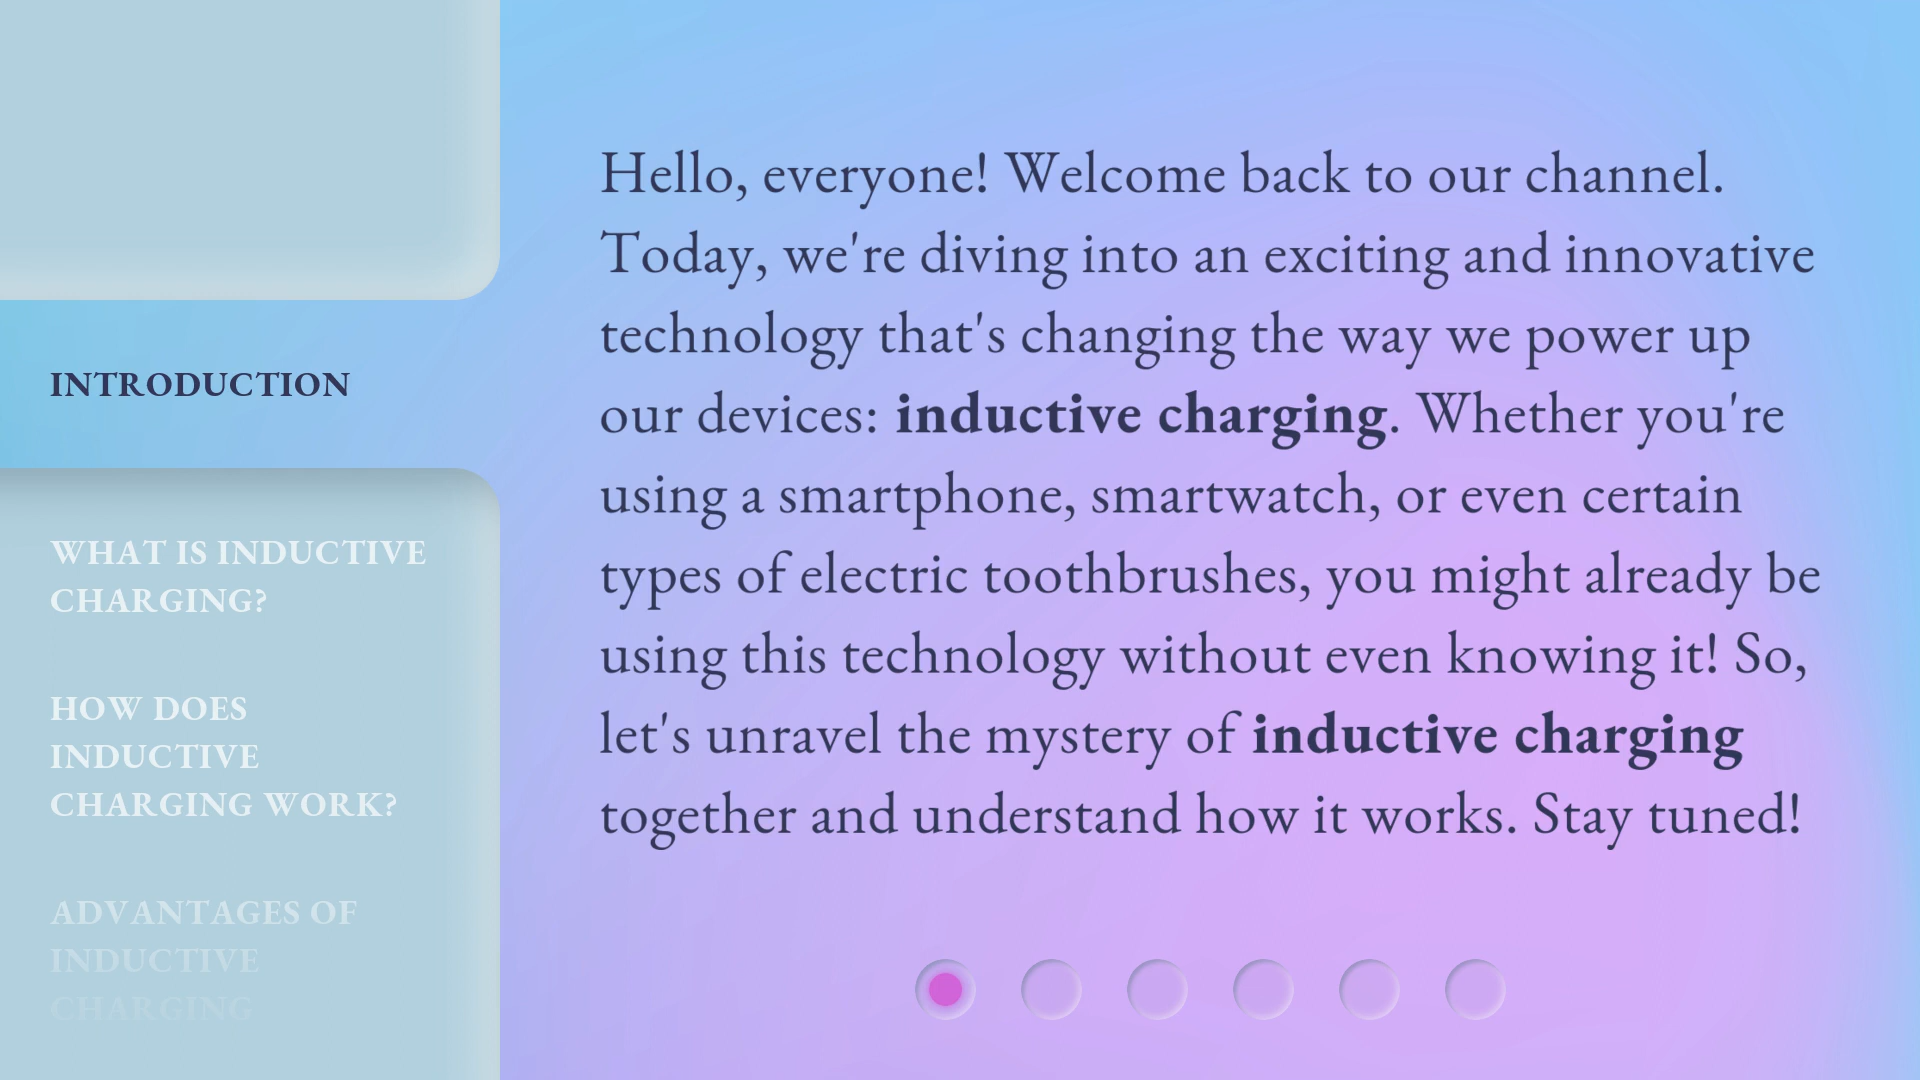 INTRODUCTION
WHAT IS INDUCTIVE
CHARGING?
HOW DOES
INDUCTIVE
CHARGING WORK?
ADVANTAGES OF
INDUCTIVE
CHARGING
Hello, everyone! Welcome back to our channel.
Today, we're diving into an exciting and innovative
technology that's changing the way we power up
our devices: inductive charging. Whether you're
using a smartphone, smartwatch, or even certain
types of electric toothbrushes, you might already be
using this technology without even knowing it! So,
let's unravel the mystery of inductive charging
together and understand how it works. Stay tuned!